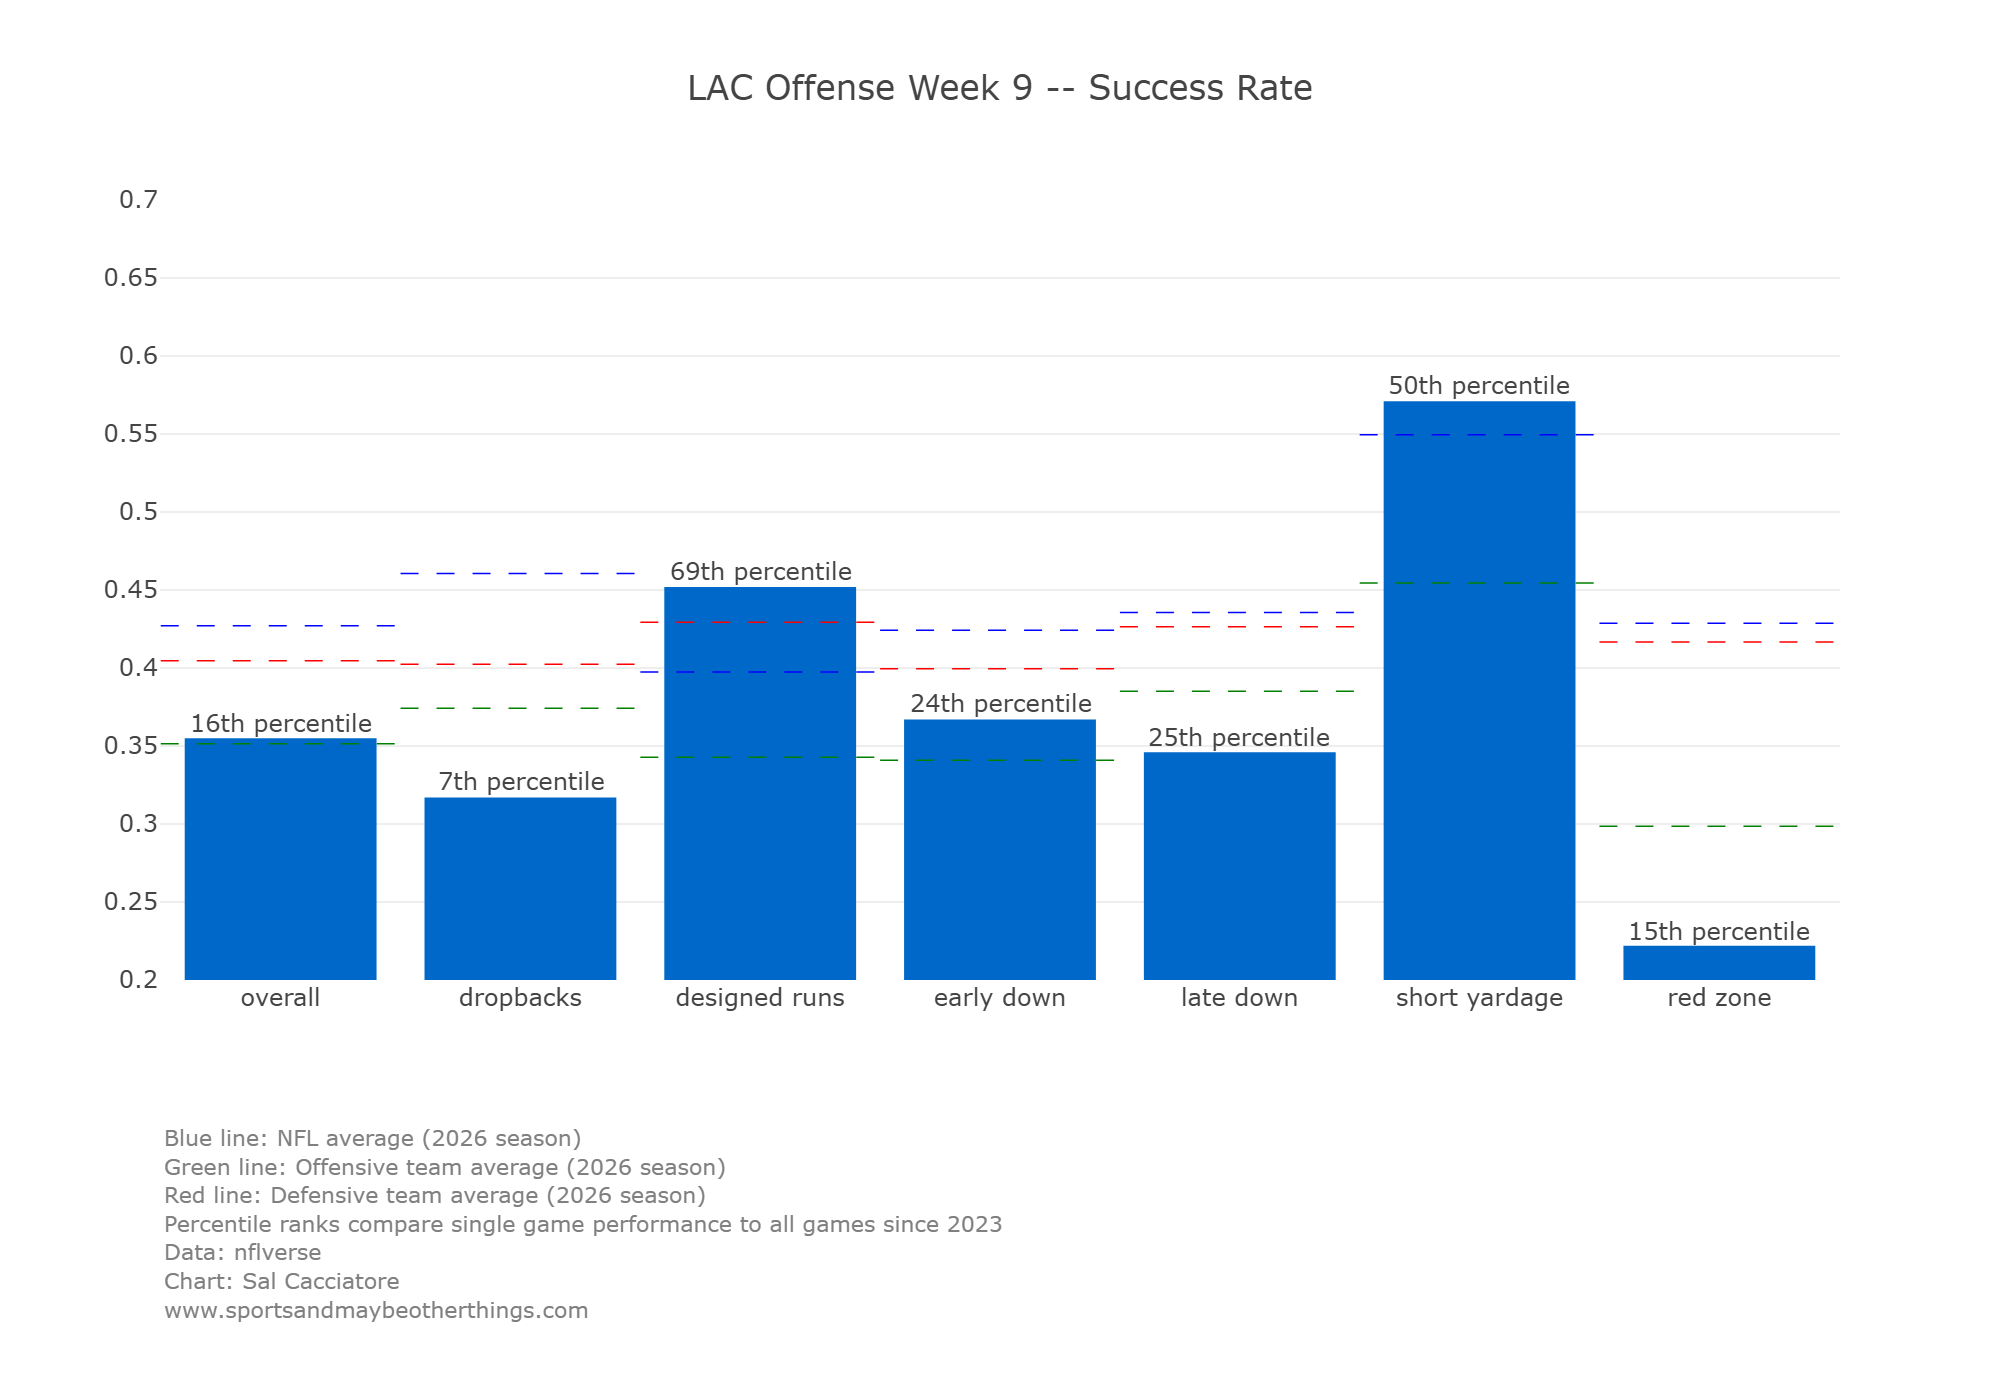 LAC Offense Week 9 -- Success Rate
0.7
0.65
0.6
0.55
0.5
0.45
0.4
0.35
0.3
0.25
0.2
16th percentile
7th percentile
69th percentile
24th percentile
25th percentile
50th percentile
15th percentile
overall
dropbacks
designed runs
early down
late down
short yardage
red zone
Blue line: NFL average (2026 season)
Green line: Offensive team average (2026 season)
Red line: Defensive team average (2026 season)
Percentile ranks compare single game performance to all games since 2023
Data: nflverse
Chart: Sal Cacciatore
www.sportsandmaybeotherthings.com